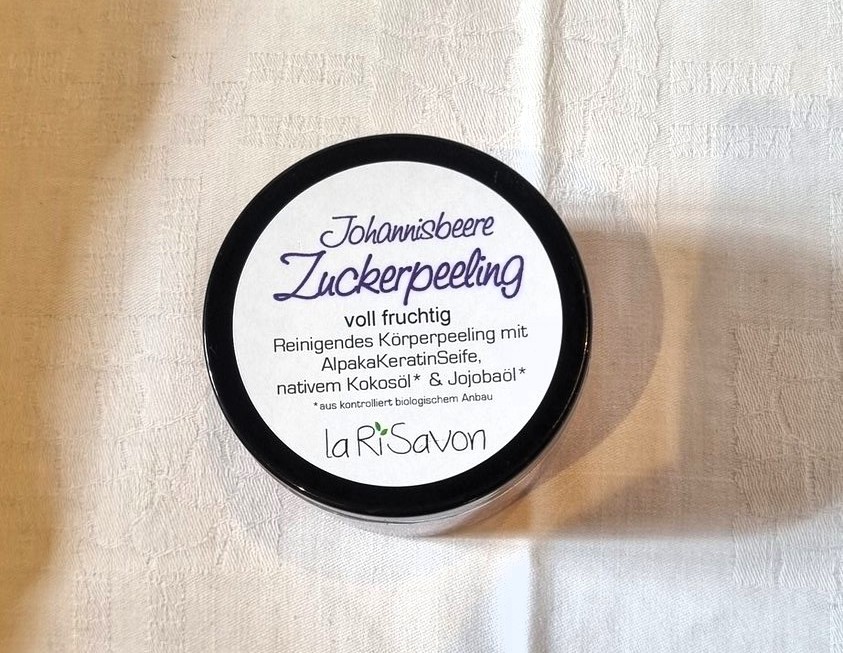 Johannisbeere
Zuckerpeeling
voll fruchtig
Reinigendes Körperpeeling mit
AlpakaKeratinSeife,
nativem Kokosöl* & Jojobaöl*
*aus kontrolliert biologischem Anbau
la RiSavon